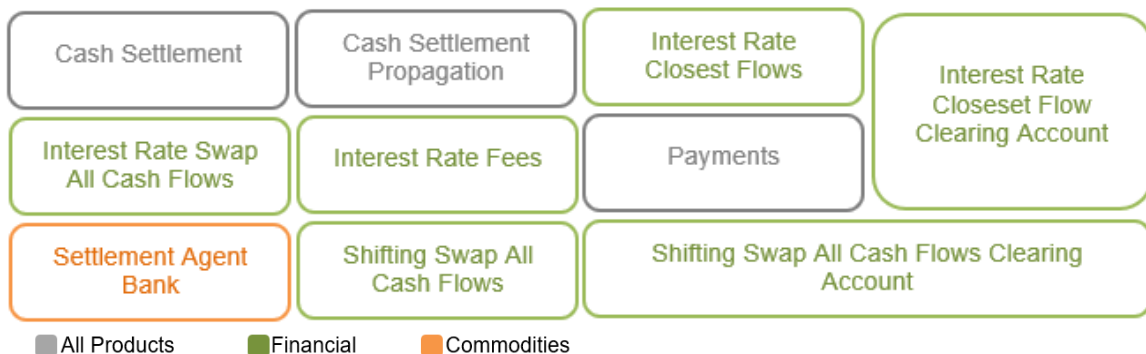 Cash Settlement
Cash Settlement
Propagation
Interest Rate
Closest Flows
Interest Rate
Closeset Flow
Clearing Account
Interest Rate Swap
All Cash Flows
Interest Rate Fees
Payments
Settlement Agent
Bank
Shifting Swap All
Cash Flows
Shifting Swap All Cash Flows Clearing
Account
All Products
Financial
Commodities